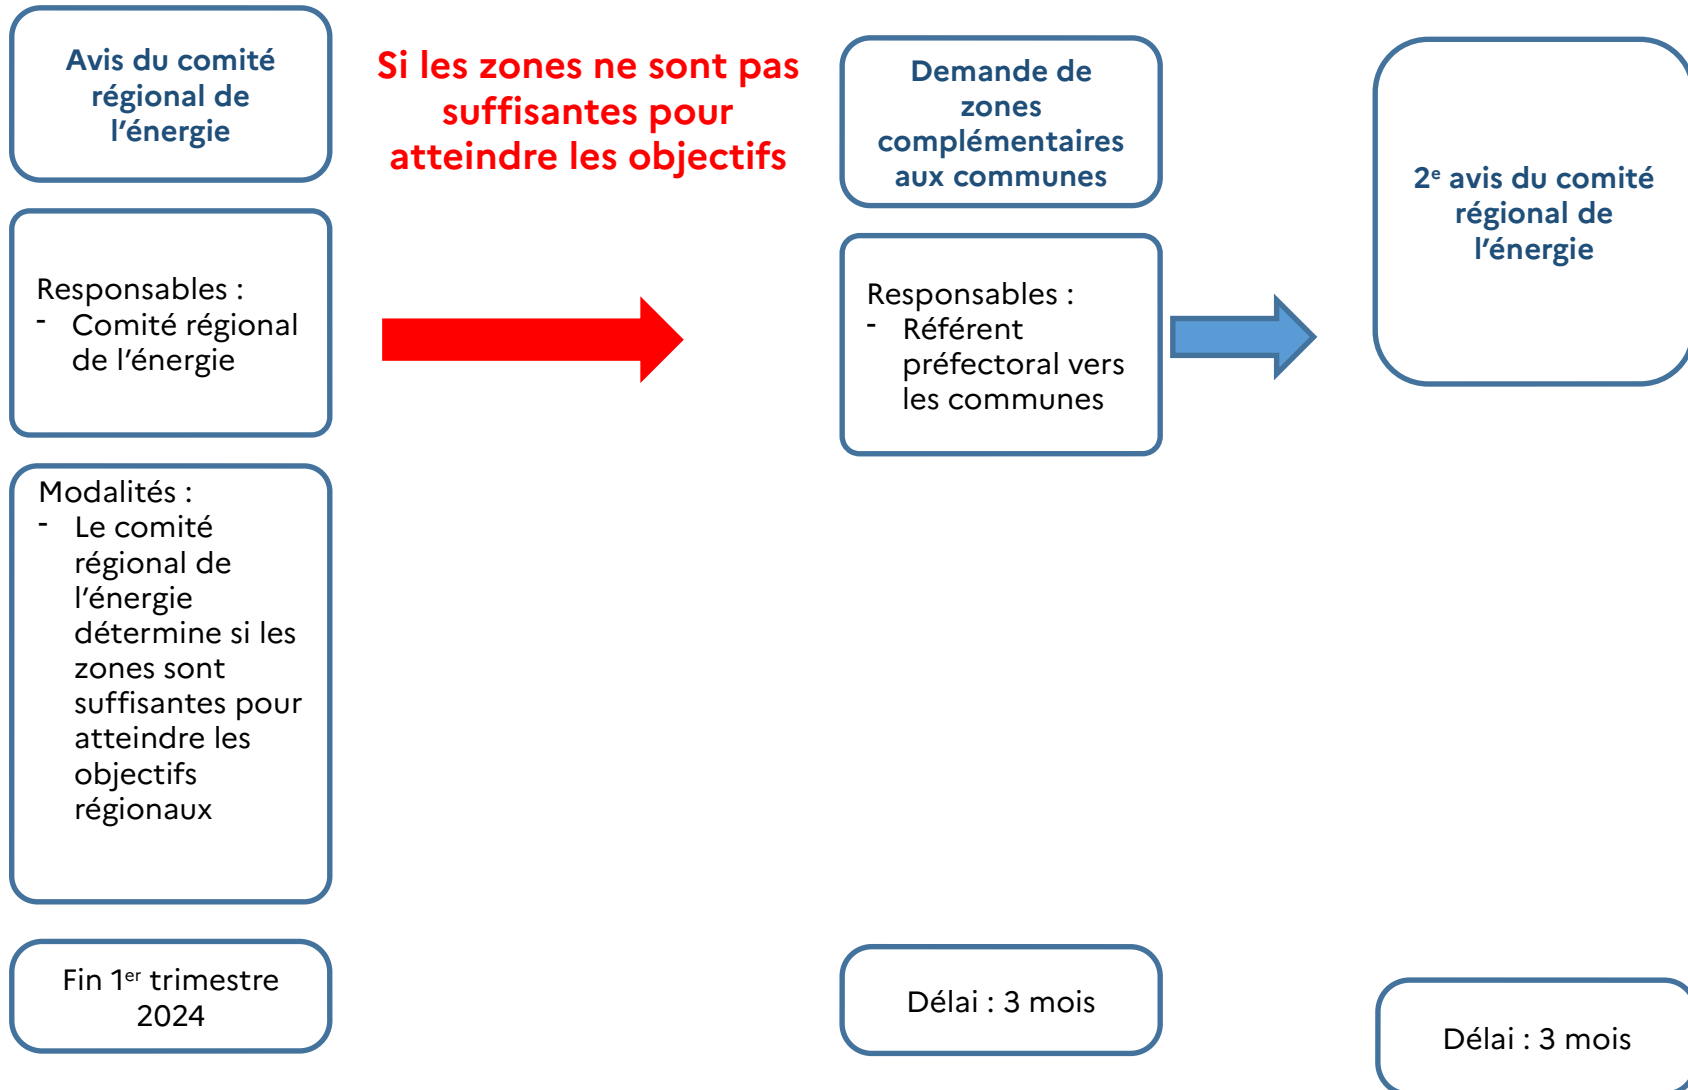 Avis du comité
régional de
l'énergie
Responsables :
- Comité régional
de l'énergie
Modalités :
- Le comité
régional de
l'énergie
détermine si les
zones sont
suffisantes pour
atteindre les
objectifs
régionaux
Fin 1er trimestre
2024
Si les zones ne sont pas
suffisantes pour
atteindre les objectifs
Demande de
zones
complémentaires
aux communes
Responsables :
- Référent
préfectoral vers
les communes
Délai : 3 mois
2e avis du comité
régional de
l'énergie
Délai : 3 mois